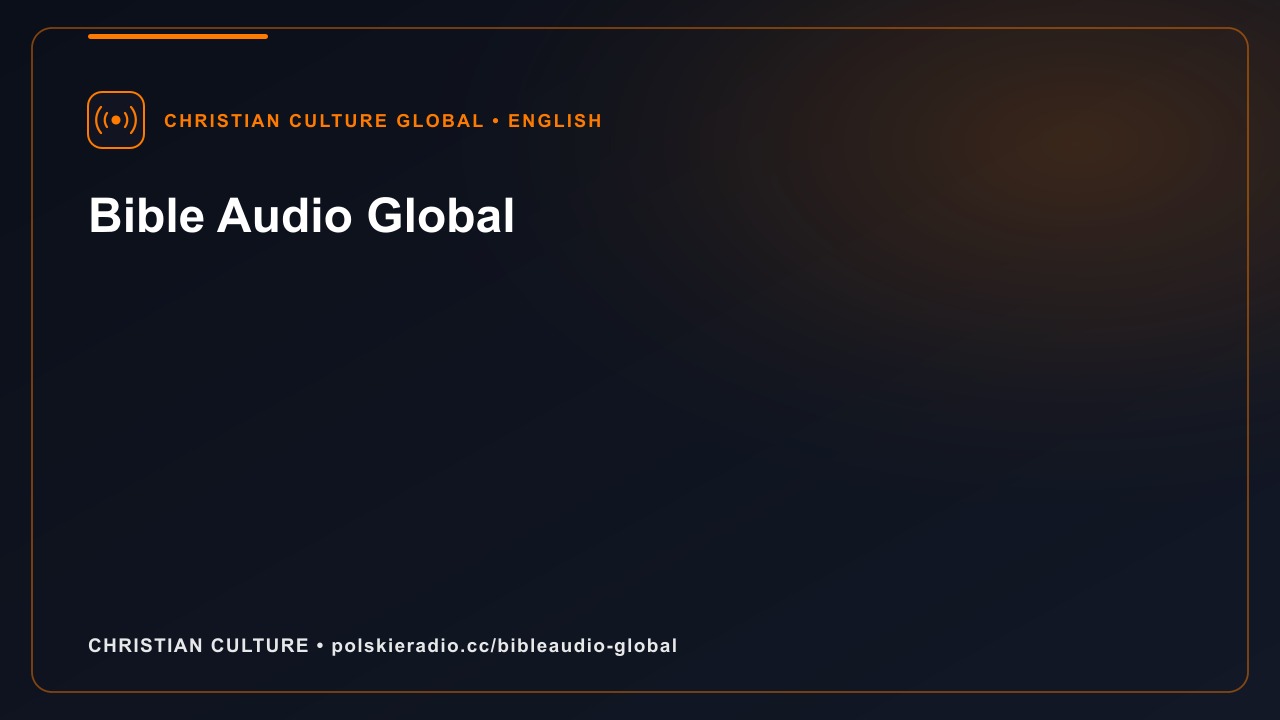 CHRISTIAN CULTURE GLOBAL • ENGLISH
Bible Audio Global
CHRISTIAN CULTURE • polskieradio.cc/bibleaudio-global